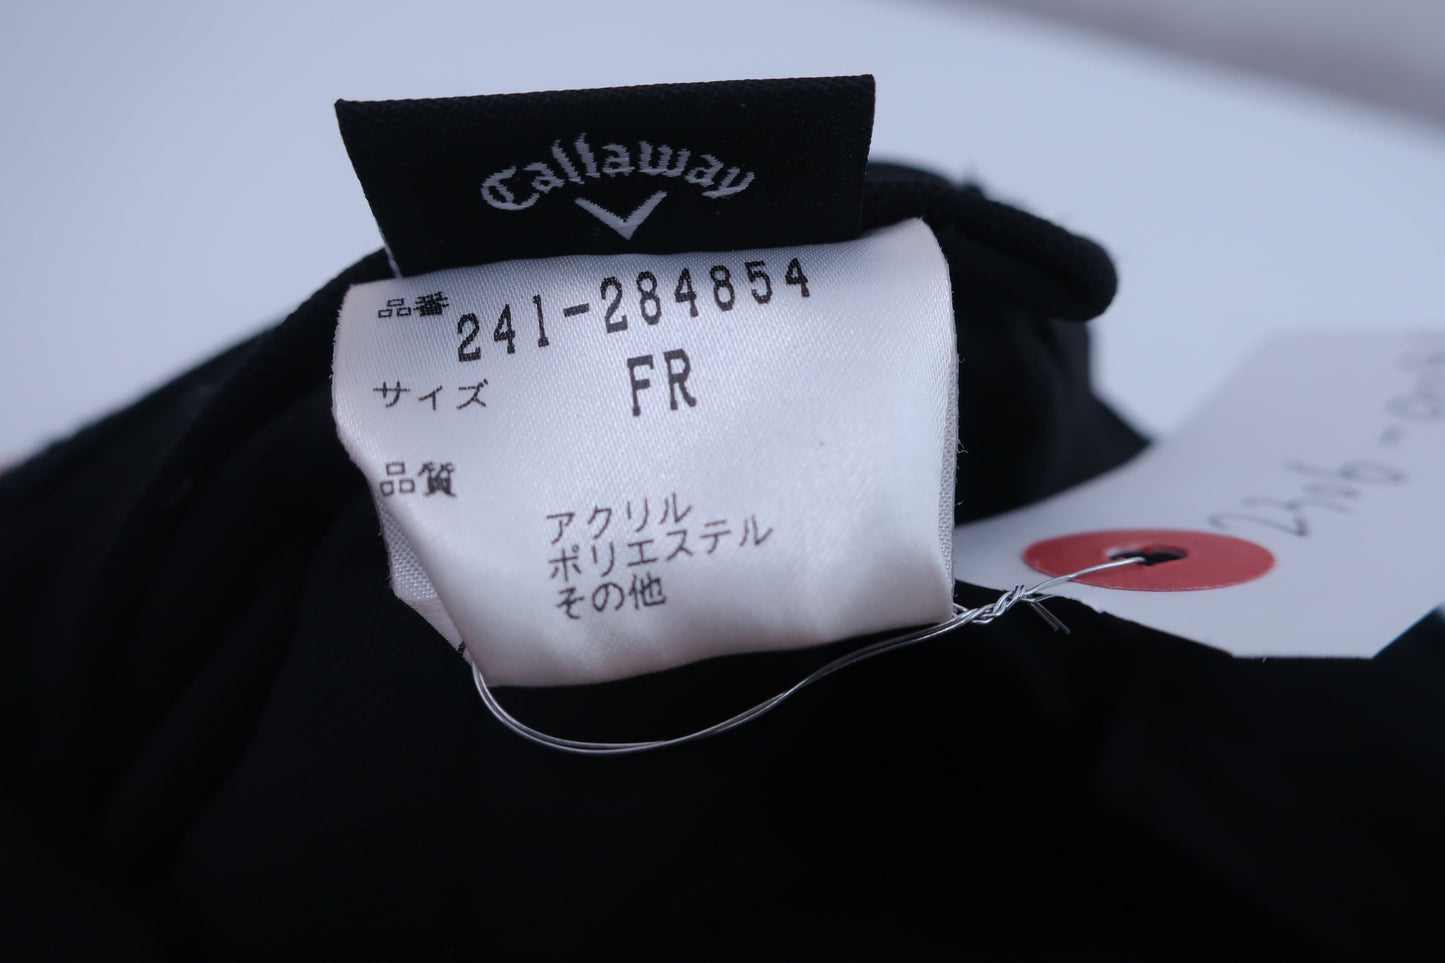 Callaway
品番 241-284854
サイズ FR
品質
アクリル
ポリエステル
その他